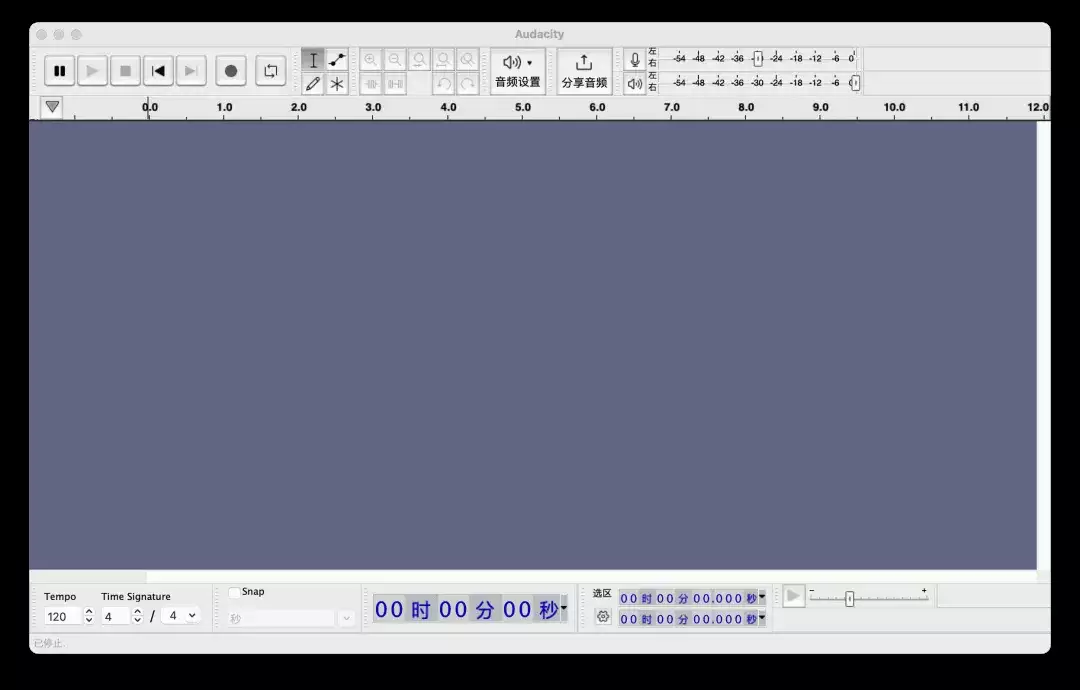 Audacity
音频设置
分享音频
左
右
-54 -48 -42 -36 -24 -18 -12 -6 0
左
右
-54 -48 -42 -36 -30 -24 -18 -12 -6
0.0 1.0 2.0 3.0 4.0 5.0 6.0 7.0 8.0 9.0 10.0 11.0 12.0
Tempo
120
Time Signature
4 / 4
Snap
秒
00 时 00 分 00 秒
选区
00 时 00 分 00.000 秒
00 时 00 分 00.000 秒
已停止.